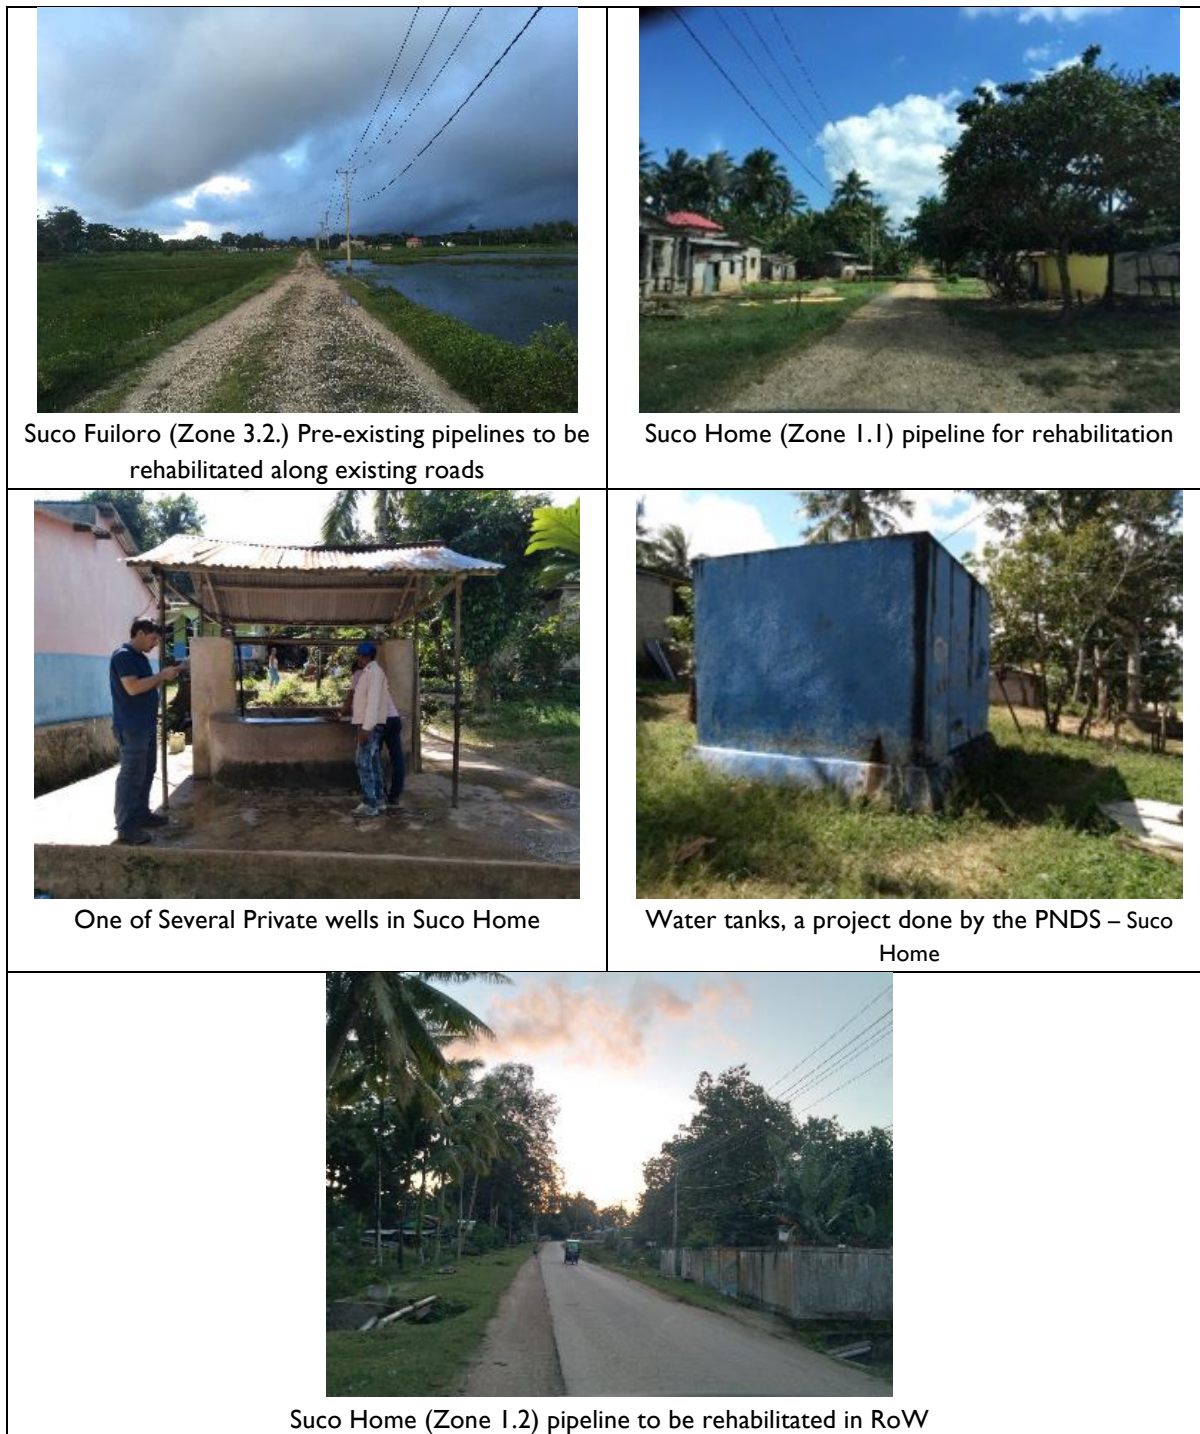 Suco Fuiloro (Zone 3.2.) Pre-existing pipelines to be
rehabilitated along existing roads
Suco Home (Zone 1.1) pipeline for rehabilitation
One of Several Private wells in Suco Home
Water tanks, a project done by the PNDS – Suco
Home
Suco Home (Zone 1.2) pipeline to be rehabilitated in RoW